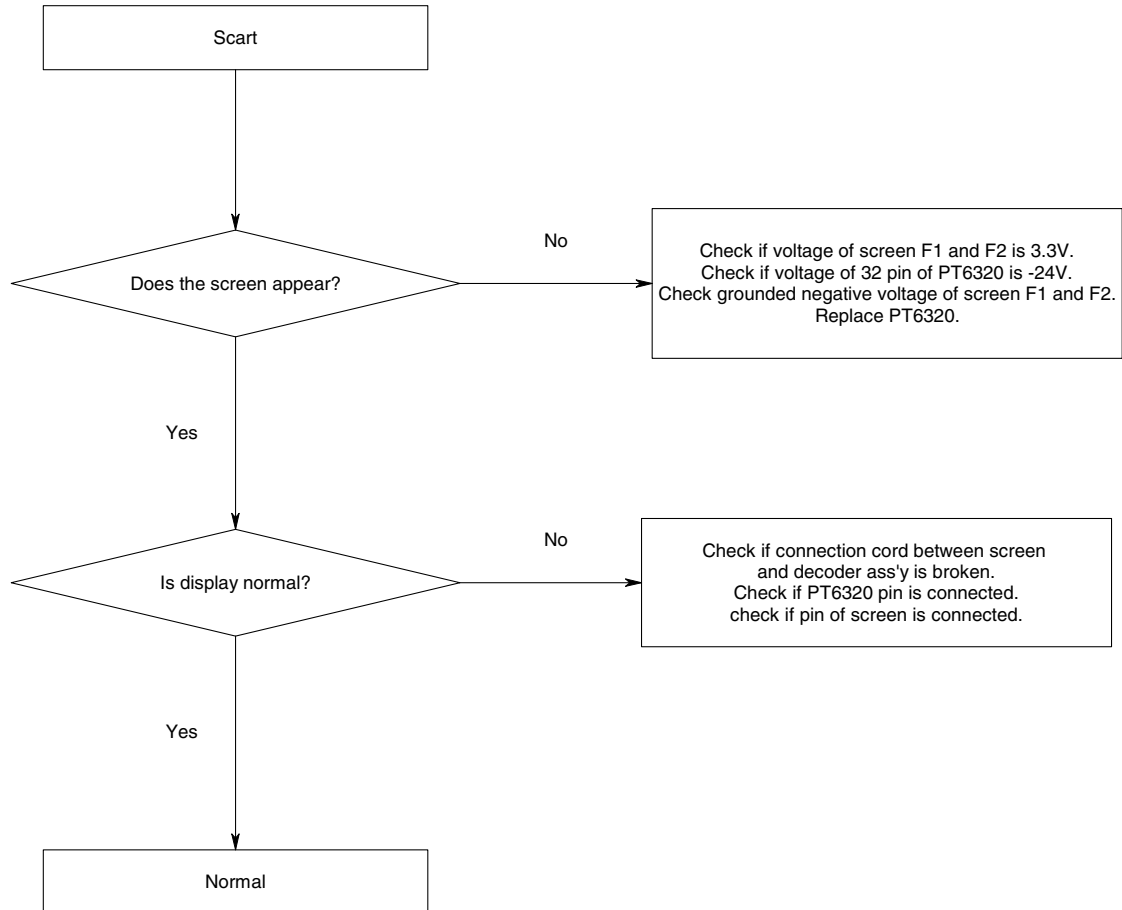 Scart
Does the screen appear?
No
Check if voltage of screen F1 and F2 is 3.3V.
Check if voltage of 32 pin of PT6320 is -24V.
Check grounded negative voltage of screen F1 and F2.
Replace PT6320.
Yes
Is display normal?
No
Check if connection cord between screen
and decoder ass'y is broken.
Check if PT6320 pin is connected.
check if pin of screen is connected.
Yes
Normal